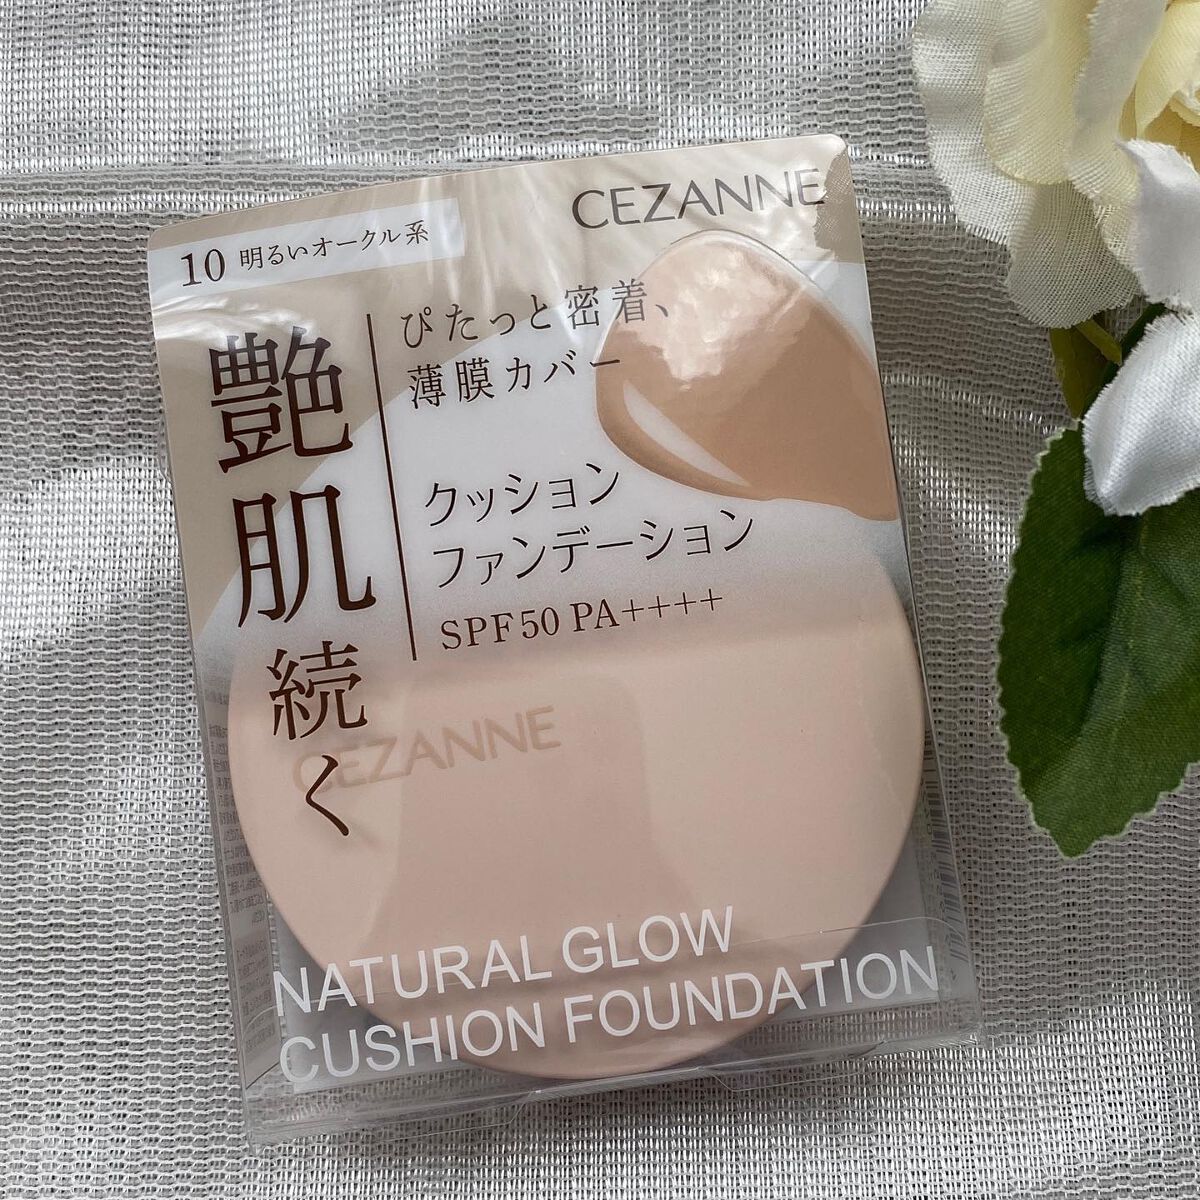 CEZANNE
10 明るいオークル系
艶肌続く
ぴたっと密着、
薄膜カバー
クッション
ファンデーション
SPF50 PA++++
CEZANNE
NATURAL GLOW
CUSHION FOUNDATION